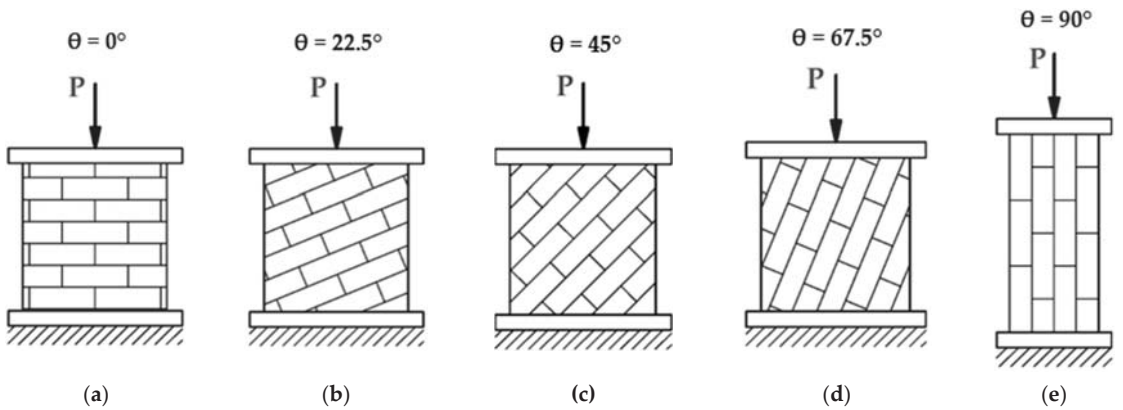 θ = 0°
θ = 22.5°
θ = 45°
θ = 67.5°
θ = 90°
P
P
P
P
P
(a)
(b)
(c)
(d)
(e)